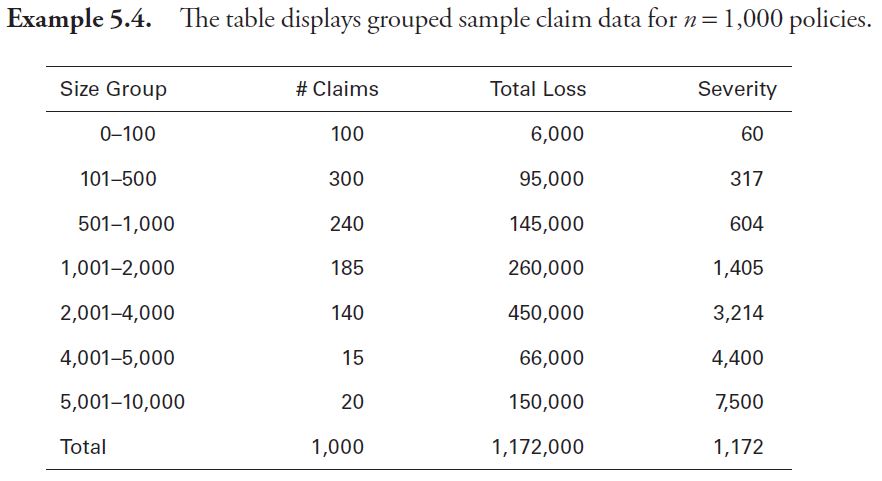 Example 5.4. The table displays grouped sample claim data for n = 1,000 policies.
Size Group # Claims Total Loss Severity
0–100 100 6,000 60
101–500 300 95,000 317
501–1,000 240 145,000 604
1,001–2,000 185 260,000 1,405
2,001–4,000 140 450,000 3,214
4,001–5,000 15 66,000 4,400
5,001–10,000 20 150,000 7,500
Total 1,000 1,172,000 1,172